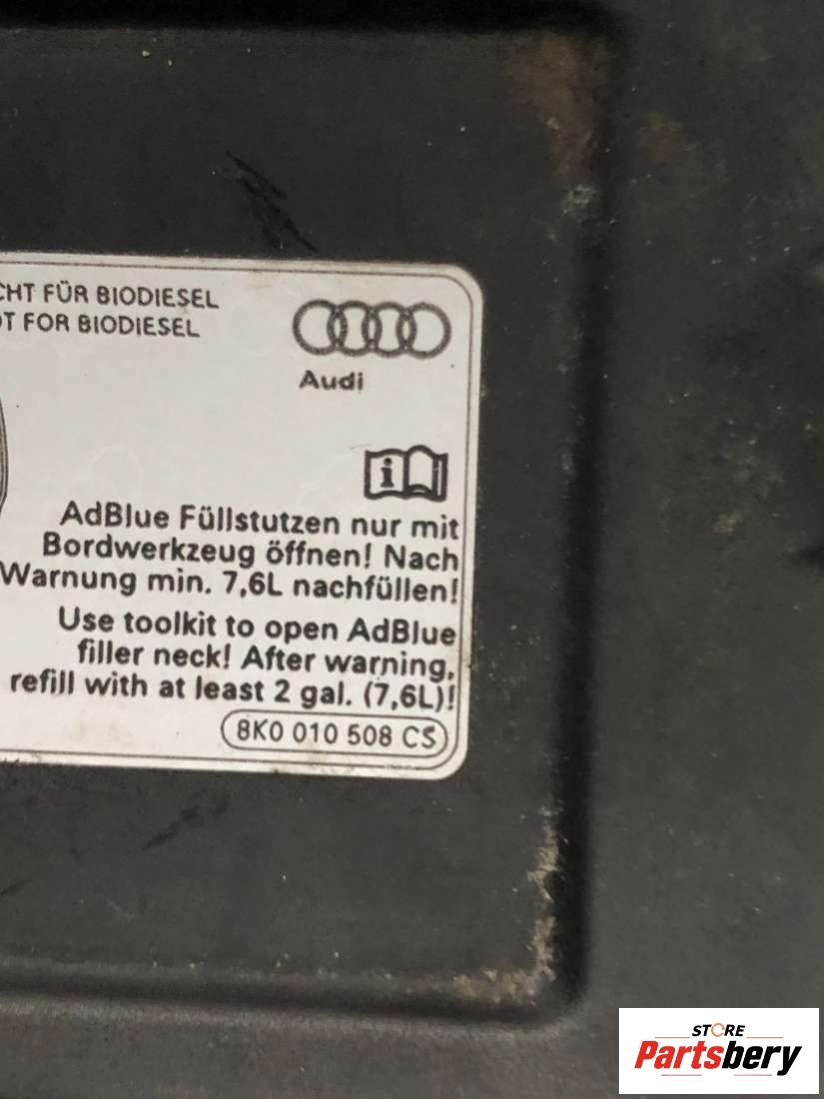 CHT FÜR BIODIESEL
OT FOR BIODIESEL
Audi
AdBlue Füllstutzen nur mit
Bordwerkzeug öffnen! Nach
Warnung min. 7,6L nachfüllen!
Use toolkit to open AdBlue
filler neck! After warning,
refill with at least 2 gal. (7,6L)!
8K0 010 508 CS
STORE
Partsbery